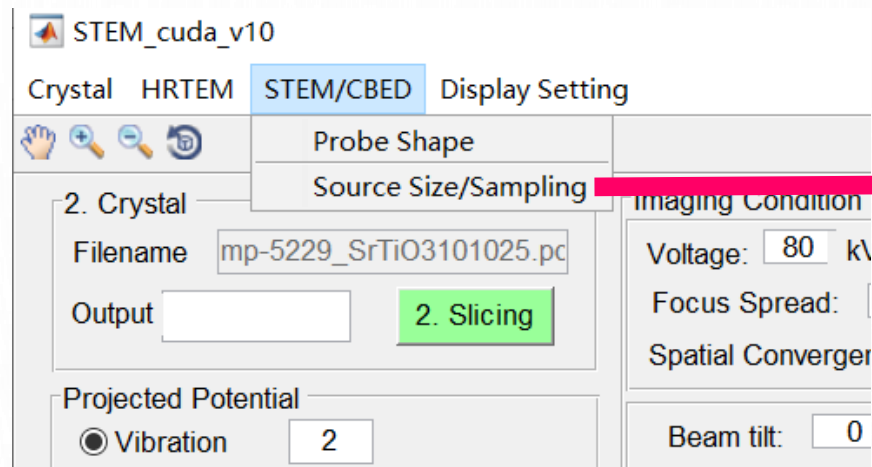 STEM_cuda_v10
Crystal HRTEM STEM/CBED Display Setting
Probe Shape
Source Size/Sampling
2. Crystal
Imaging Condition
Filename mp-5229_SrTiO3101025.pc
Voltage: 80 kV
Output 2. Slicing
Focus Spread:
Spatial Converger
Projected Potential
Vibration 2
Beam tilt: 0